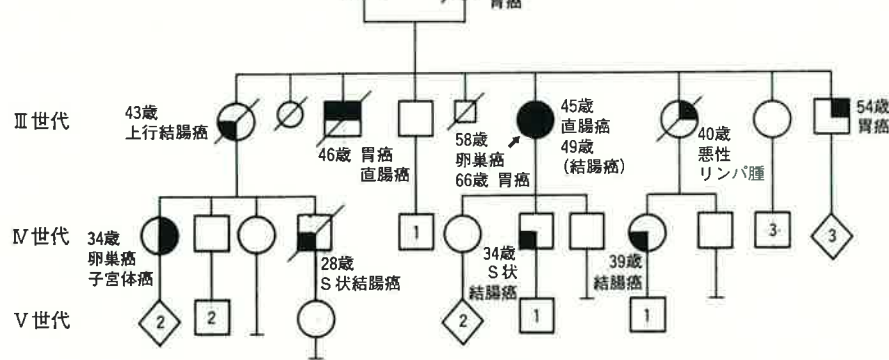 胃癌
Ⅲ世代
43歳
上行結腸癌
46歳 胃癌
直腸癌
58歳
卵巣癌
66歳 胃癌
45歳
直腸癌
49歳
(結腸癌)
40歳
悪性
リンパ腫
54歳
胃癌
Ⅳ世代
34歳
卵巣癌
子宮体癌
28歳
S状結腸癌
1
34歳
S状
結腸癌
39歳
結腸癌
3
3
Ⅴ世代
2
2
2
1
1